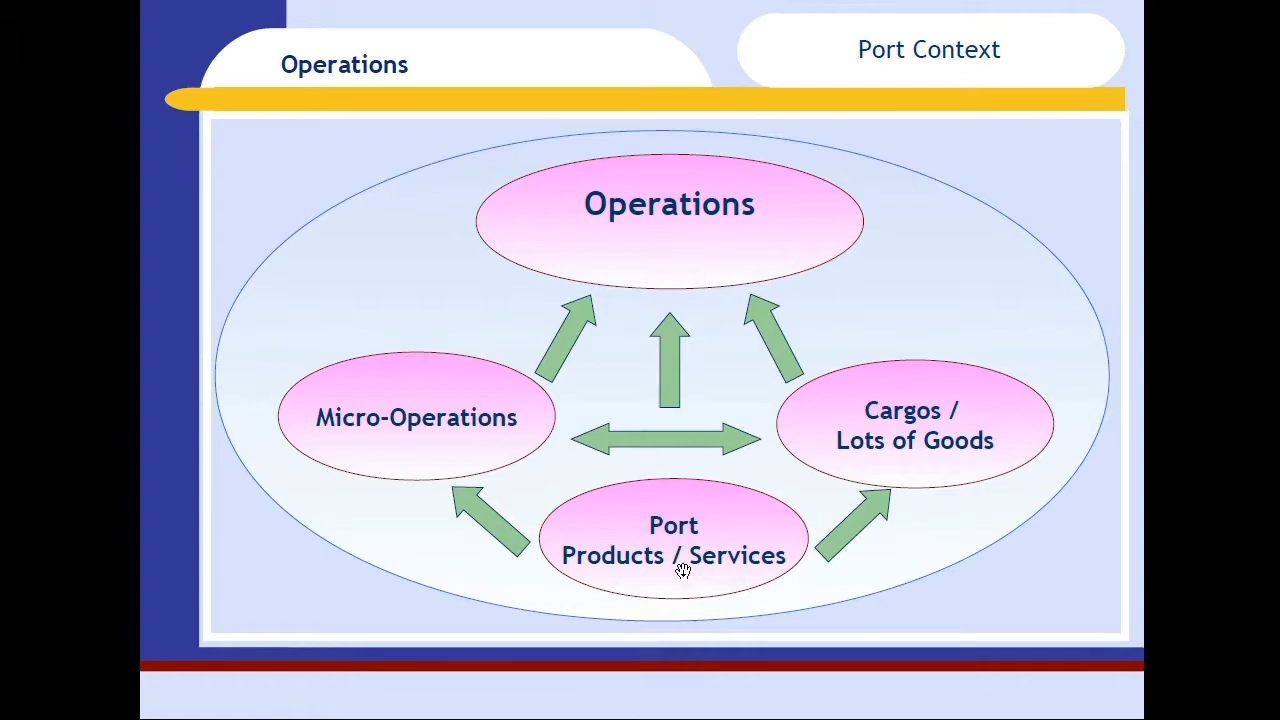 Operations
Port Context
Operations
Micro-Operations
Cargos /
Lots of Goods
Port
Products / Services